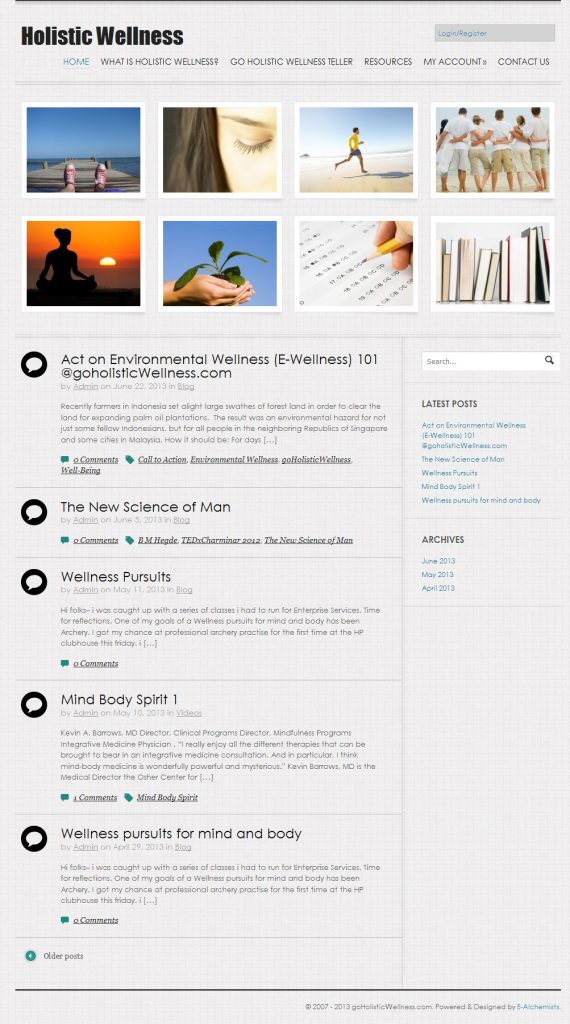 Holistic Wellness
Login/Register
HOME WHAT IS HOLISTIC WELLNESS? GO HOLISTIC WELLNESS TELLER RESOURCES MY ACCOUNT » CONTACT US
Act on Environmental Wellness (E-Wellness) 101
@goholisticWellness.com
by Admin on June 22, 2013 in Blog
Recently farmers in Indonesia set alight large swathes of forest land in order to clear the
land for expanding palm oil plantations. The result was an environmental hazard for not
just some fellow Indonesians, but for all people in the neighboring Republics of Singapore
and some cities in Malaysia. How it should be: For days […]
0 Comments Call to Action, Environmental Wellness, goHolisticWellness,
Well-Being
The New Science of Man
by Admin on June 5, 2013 in Blog
0 Comments B M Hegde, TEDxCharminar 2012, The New Science of Man
Wellness Pursuits
by Admin on May 11, 2013 in Blog
Hi folks– i was caught up with a series of classes i had to run for Enterprise Services. Time
for reflections. One of my goals of a Wellness pursuits for mind and body has been
Archery. I got my chance at professional archery practise for the first time at the HP
clubhouse this friday. i […]
0 Comments
Mind Body Spirit 1
by Admin on May 10, 2013 in Videos
Kevin A. Barrows, MD Director, Clinical Programs Director, Mindfulness Programs
Integrative Medicine Physician . “I really enjoy all the different therapies that can be
brought to bear in an integrative medicine consultation. And in particular, I think
mind-body medicine is wonderfully powerful and mysterious.” Kevin Barrows, MD is the
Medical Director the Osher Center for […]
1 Comments Mind Body Spirit
Wellness pursuits for mind and body
by Admin on April 29, 2013 in Blog
Hi folks– i was caught up with a series of classes i had to run for Enterprise Services. Time
for reflections. One of my goals of a Wellness pursuits for mind and body has been
Archery. I got my chance at professional archery practise for the first time at the HP
clubhouse this friday. i […]
0 Comments
Older posts
Search...
LATEST POSTS
Act on Environmental Wellness
(E-Wellness) 101
@goholisticWellness.com
The New Science of Man
Wellness Pursuits
Mind Body Spirit 1
Wellness pursuits for mind and body
ARCHIVES
June 2013
May 2013
April 2013
© 2007 - 2013 goHolisticWellness.com. Powered & Designed by E-Alchemists.